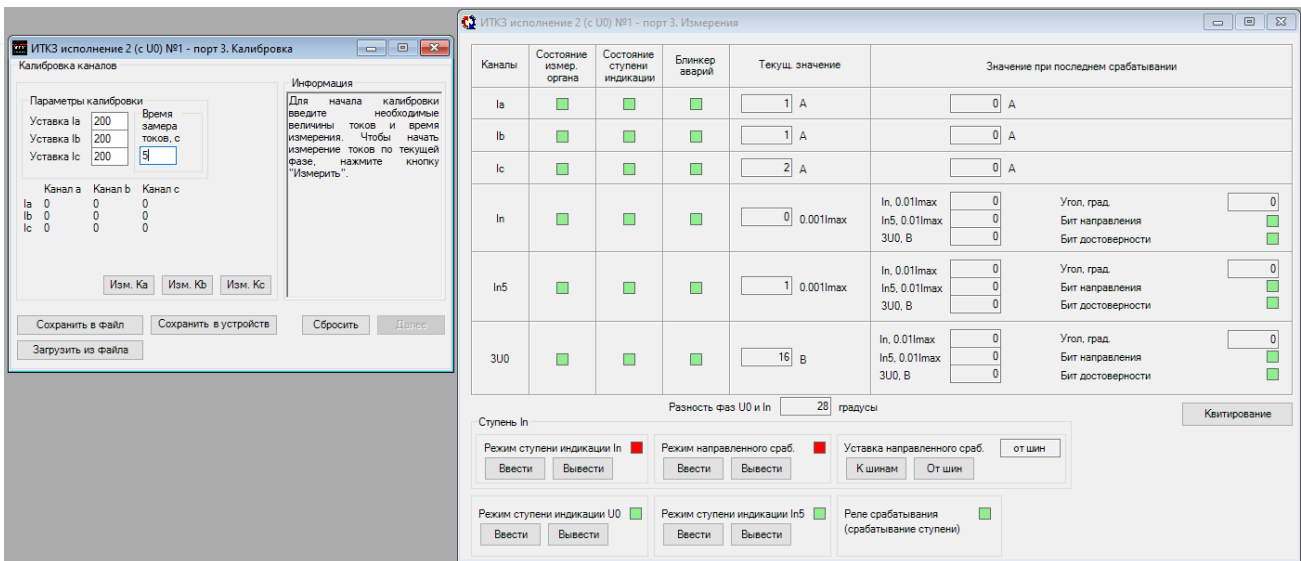 ИТКЗ исполнение 2 (с U0) №1 - порт 3. Калибровка
Калибровка каналов
Параметры калибровки
Уставка Ia 200
Уставка Ib 200
Уставка Ic 200
Время
замера
токов, с
5
Канал a Канал b Канал c
Ia 0 0 0
Ib 0 0 0
Ic 0 0 0
Изм. Ka Изм. Kb Изм. Kc
Информация
Для начала калибровки
введите необходимые
величины токов и время
измерения. Чтобы начать
измерение токов по текущей
фазе, нажмите кнопку
"Измерить".
Сохранить в файл Сохранить в устройств Сбросить Далее
Загрузить из файла
ИТКЗ исполнение 2 (с U0) №1 - порт 3. Измерения
Каналы
Состояние
измер.
органа
Состояние
ступени
индикации
Блинкер
аварий
Текущ. значение
Значение при последнем срабатывании
Ia 1 A 0 A
Ib 1 A 0 A
Ic 2 A 0 A
In 0 0.001Imax
In, 0.01Imax 0 Угол, град. 0
In5, 0.01Imax 0 Бит направления
3U0, В 0 Бит достоверности
In5 1 0.001Imax
In, 0.01Imax 0 Угол, град. 0
In5, 0.01Imax 0 Бит направления
3U0, В 0 Бит достоверности
3U0 16 В
In, 0.01Imax 0 Угол, град. 0
In5, 0.01Imax 0 Бит направления
3U0, В 0 Бит достоверности
Разность фаз U0 и In 28 градусы
Квитирование
Ступень In
Режим ступени индикации In
Ввести Вывести
Режим направленного сраб.
Ввести Вывести
Уставка направленного сраб. от шин
К шинам От шин
Режим ступени индикации U0
Ввести Вывести
Режим ступени индикации In5
Ввести Вывести
Реле срабатывания
(срабатывание ступени)